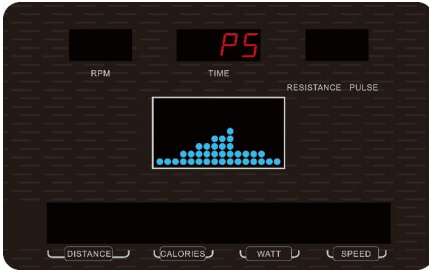 P5
RPM
TIME
RESISTANCE PULSE
DISTANCE CALORIES WATT SPEED